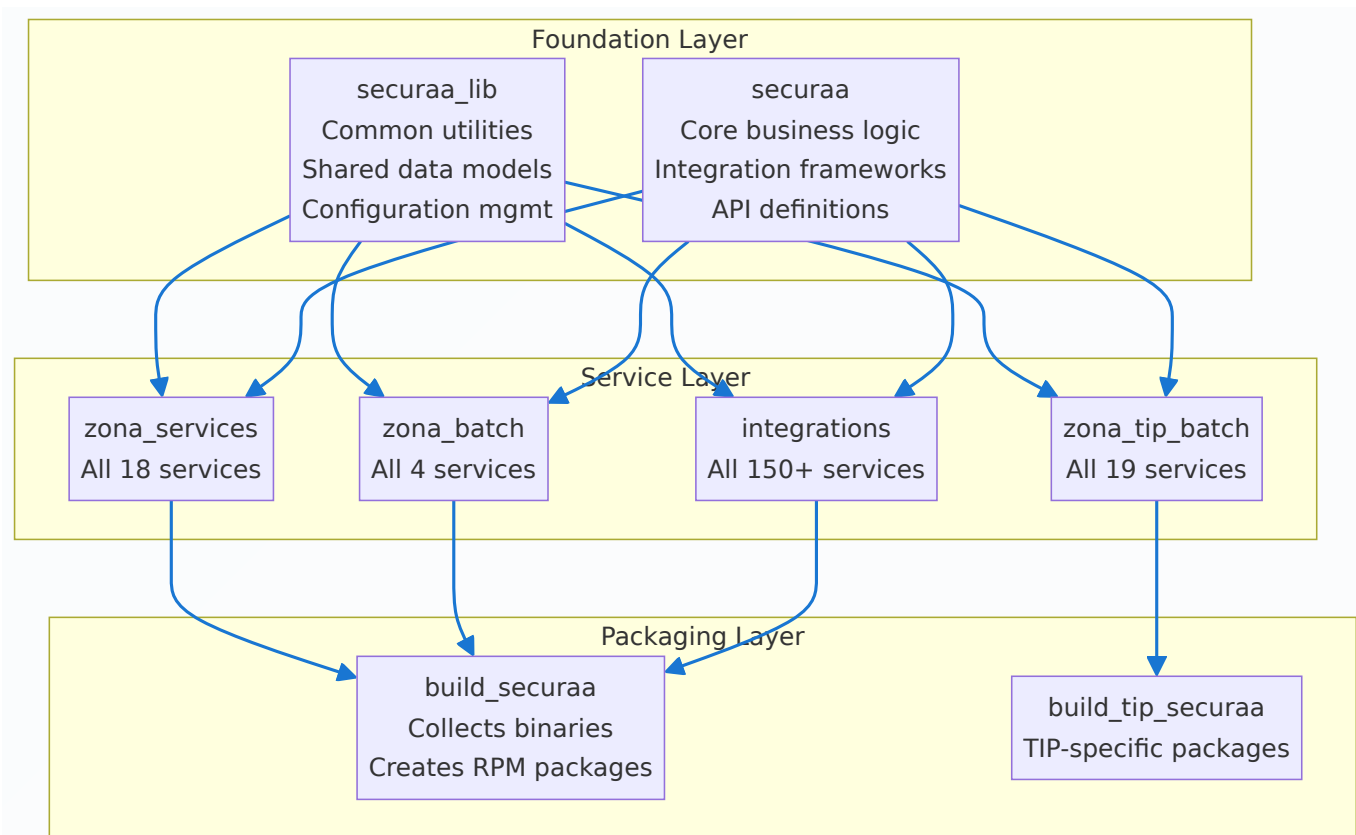 Foundation Layer
securaa_lib
Common utilities
Shared data models
Configuration mgmt
securaa
Core business logic
Integration frameworks
API definitions
Service Layer
zona_services
All 18 services
zona_batch
All 4 services
integrations
All 150+ services
zona_tip_batch
All 19 services
Packaging Layer
build_securaa
Collects binaries
Creates RPM packages
build_tip_securaa
TIP-specific packages